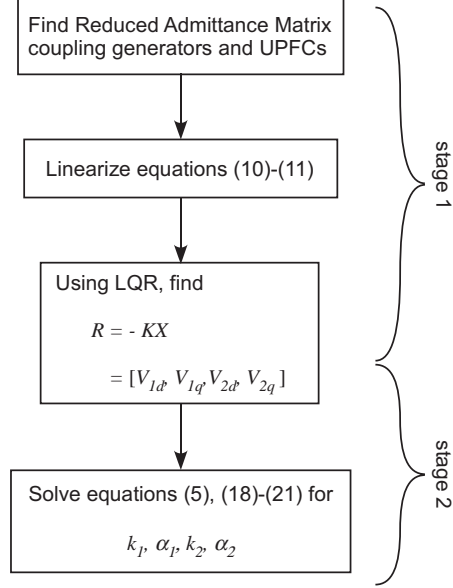 Find Reduced Admittance Matrix
coupling generators and UPFCs
Linearize equations (10)-(11)
Using LQR, find
R = - KX
= [V1d, V1q,V2d, V2q ]
stage 1
Solve equations (5), (18)-(21) for
k1, α1, k2, α2
stage 2